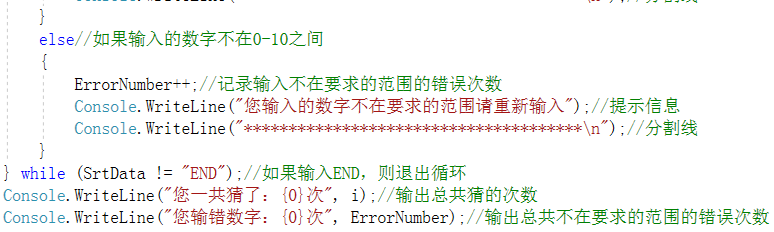 }
else//如果输入的数字不在0-10之间
{
ErrorNumber++;//记录输入不在要求的范围的错误次数
Console.WriteLine("您输入的数字不在要求的范围请重新输入");//提示信息
Console.WriteLine("**************************************\n");//分割线
}
} while (SrtData != "END");//如果输入END，则退出循环
Console.WriteLine("您一共猜了：{0}次", i);//输出总共猜的次数
Console.WriteLine("您输错数字：{0}次", ErrorNumber);//输出总共不在要求的范围的错误次数